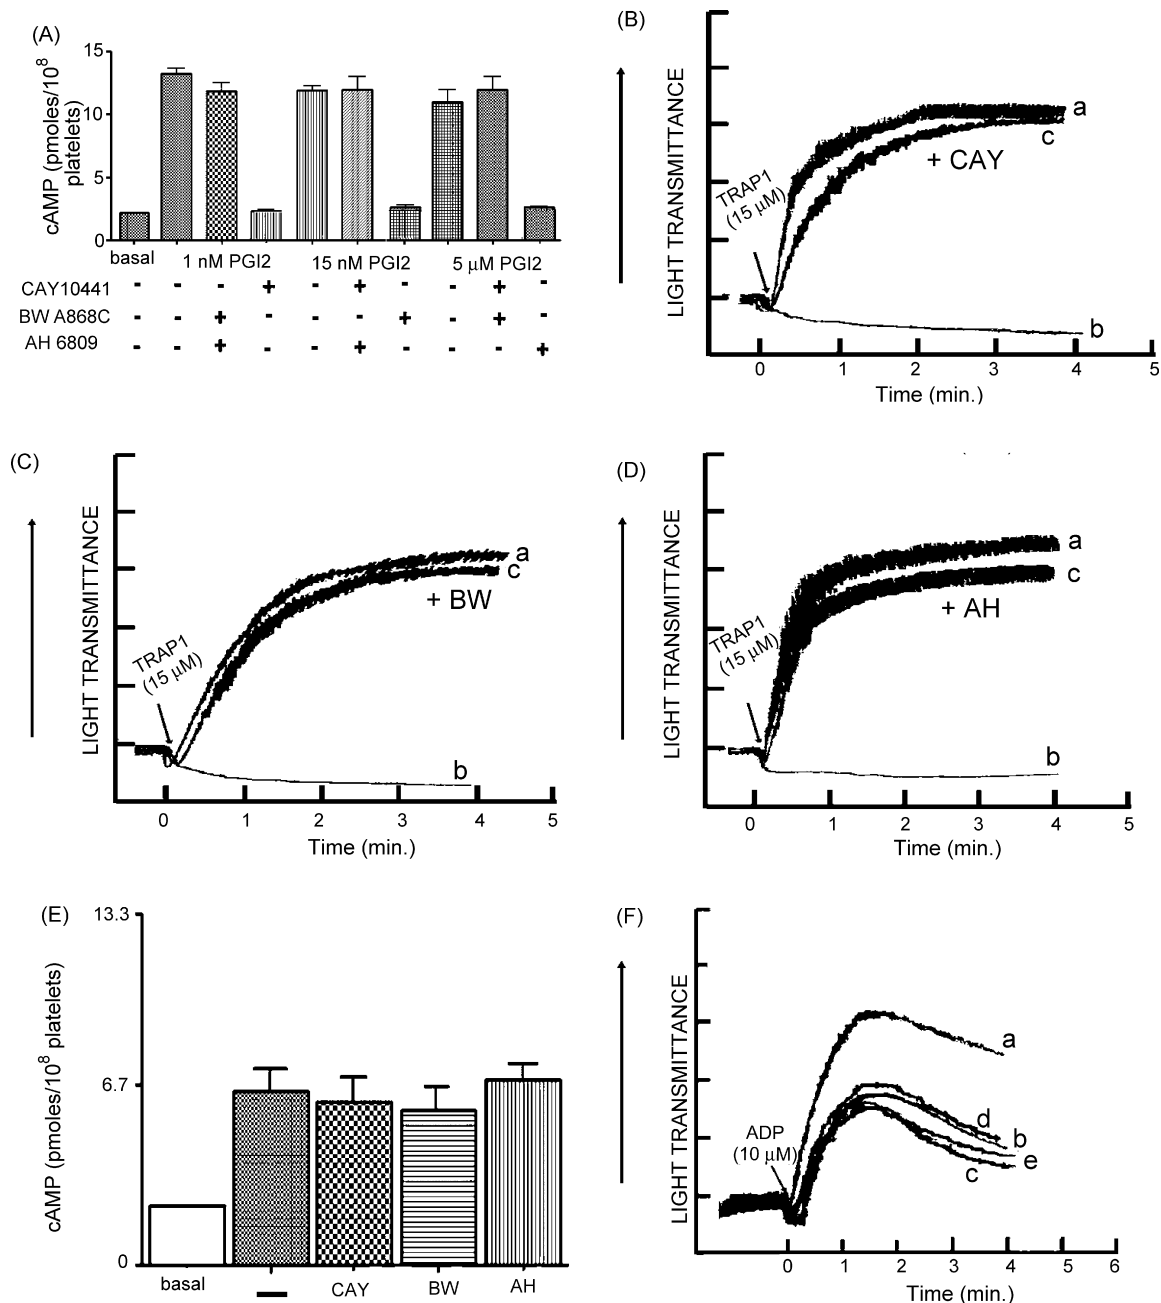 (A)
cAMP (pmoles/10⁸
platelets)
15
10
5
0
basal
1 nM PGI2
15 nM PGI2
5 µM PGI2
CAY10441 - - - + - + - - + -
BW A868C - - + - - - + - + -
AH 6809 - - + - - + - - - +
(B)
LIGHT TRANSMITTANCE
TRAP1
(15 µM)
a
c
+ CAY
b
0 1 2 3 4 5
Time (min.)
(C)
LIGHT TRANSMITTANCE
TRAP1
(15 µM)
a
c
+ BW
b
0 1 2 3 4 5
Time (min.)
(D)
LIGHT TRANSMITTANCE
TRAP1
(15 µM)
a
c
+ AH
b
0 1 2 3 4 5
Time (min.)
(E)
cAMP (pmoles/10⁸ platelets)
13.3
6.7
0
basal
CAY
BW
AH
(F)
LIGHT TRANSMITTANCE
ADP
(10 µM)
a
d
b
e
c
0 1 2 3 4 5 6
Time (min.)